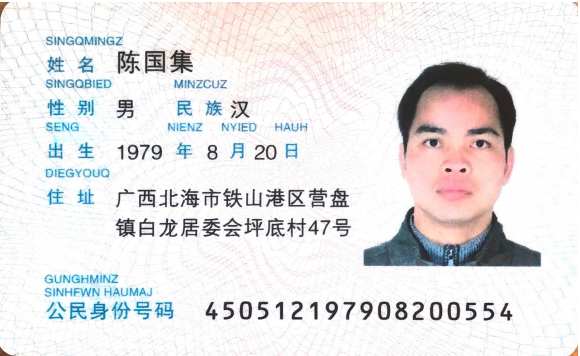 SINGQMINGZ
姓 名 陈国集
SINGQBIED MINZCUZ
性 别 男 民 族 汉
SENG NIENZ NYIED HAUH
出 生 1979 年 8 月 20 日
DIEGYOUQ
住 址 广西北海市铁山港区营盘
镇白龙居委会坪底村47号
GUNGHMINZ
SINHFWN HAUMAJ
公民身份号码 450512197908200554